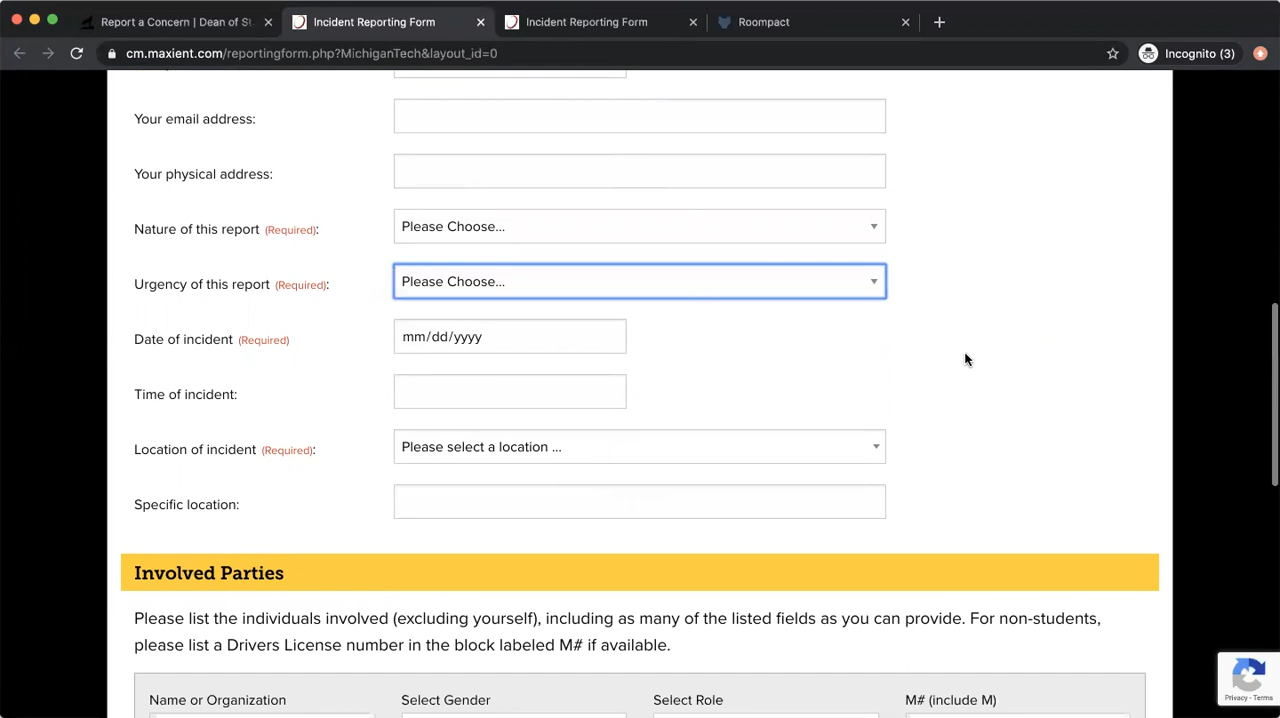 Report a Concern | Dean of St
Incident Reporting Form
Incident Reporting Form
Roompact
cm.maxient.com/reportingform.php?MichiganTech&layout_id=0
Incognito (3)
Your email address:
Your physical address:
Nature of this report (Required):
Please Choose...
Urgency of this report (Required):
Please Choose...
Date of incident (Required)
mm/dd/yyyy
Time of incident:
Location of incident (Required):
Please select a location ...
Specific location:
Involved Parties
Please list the individuals involved (excluding yourself), including as many of the listed fields as you can provide. For non-students,
please list a Drivers License number in the block labeled M# if available.
Name or Organization
Select Gender
Select Role
M# (include M)
Privacy - Terms